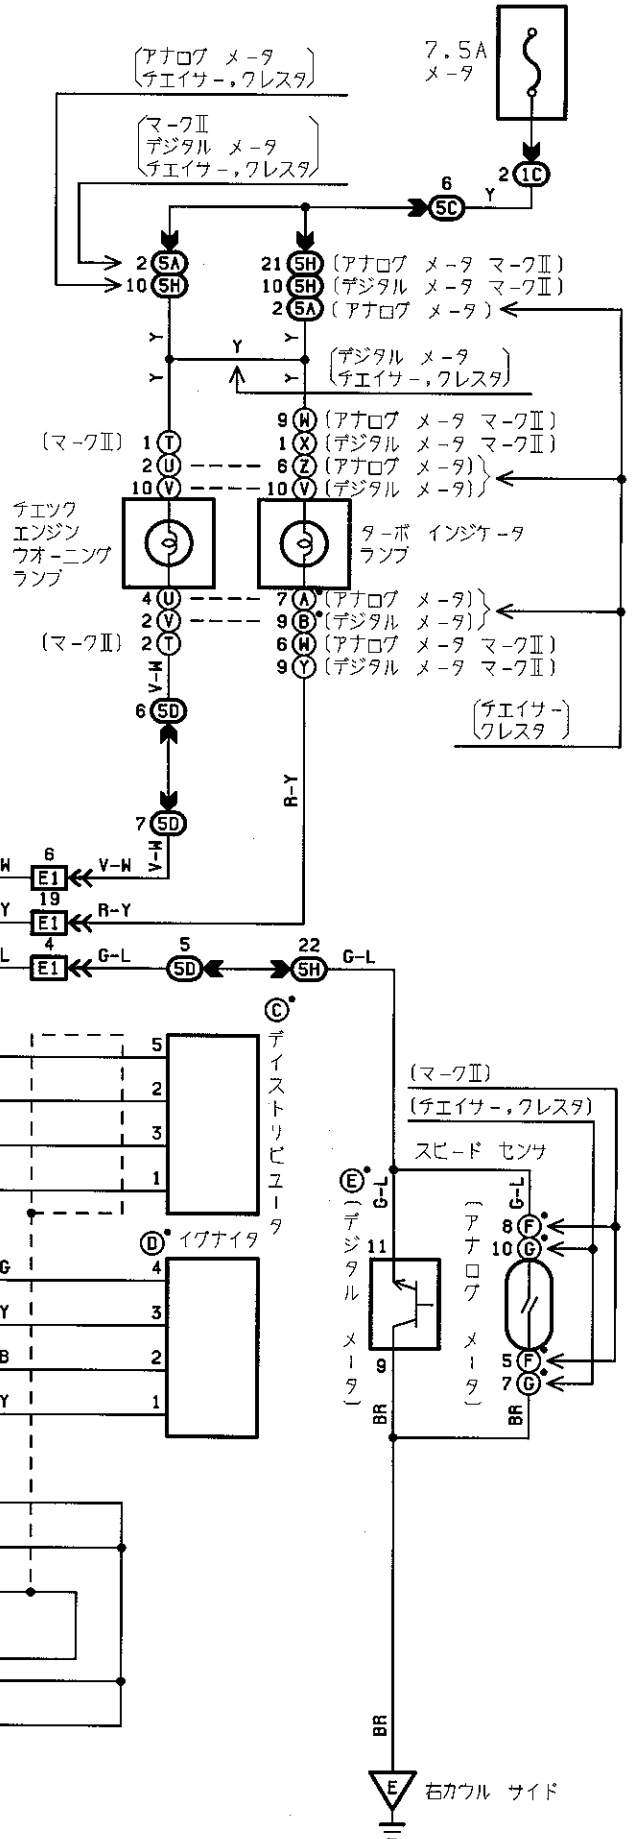 7.5A
メータ
(アナログ メータ
チエイサー,クレスタ)
(マークⅡ
デジタル メータ
チエイサー,クレスタ)
2 1C
6
5C Y
2 5A
10 5H
21 5H (アナログ メータ マークⅡ)
10 5H (デジタル メータ マークⅡ)
2 5A (アナログ メータ)
Y Y
Y
Y Y
(デジタル メータ
チエイサー,クレスタ)
(マークⅡ) 1 T
2 U
10 V
9 W (アナログ メータ マークⅡ)
1 X (デジタル メータ マークⅡ)
6 Z (アナログ メータ)
10 V (デジタル メータ)
チエック
エンジン
ウオーニング
ランプ
ターボ インジケータ
ランプ
4 U
2 V
(マークⅡ) 2 T
7 A (アナログ メータ)
9 B (デジタル メータ)
6 W (アナログ メータ マークⅡ)
9 Y (デジタル メータ マークⅡ)
V-W
6 5D
(チエイサー
クレスタ)
R-Y
7 5D
V-W
W 6 E1 V-W
Y 19 E1 R-Y
L 4 E1 G-L
5 5D
22 5H G-L
C ディストリビュータ
5
2
3
1
(マークⅡ)
(チエイサー,クレスタ)
スピード センサ
E (デジタル メータ)
G-L
G-L
(アナログ メータ)
8 F
10 G
11
9
5 F
7 G
BR
BR
D イグナイタ
G 4
Y 3
B 2
Y 1
BR
E 右カウル サイド